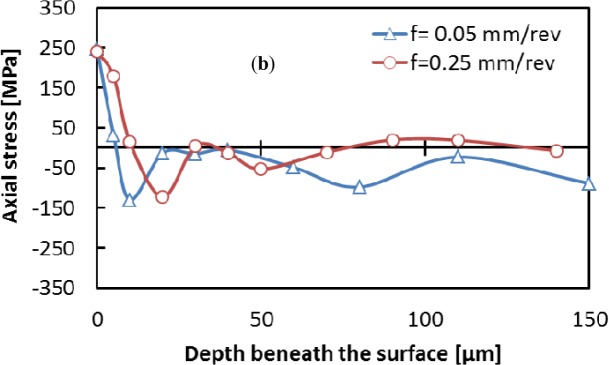 350
250
150
50
-50
-150
-250
-350
Axial stress [MPa]
f= 0.05 mm/rev
f=0.25 mm/rev
(b)
0
50
100
150
Depth beneath the surface [µm]